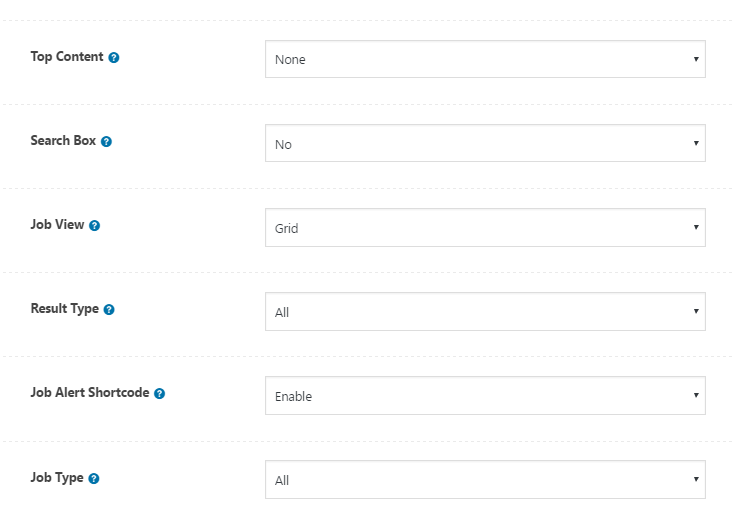 Top Content ?
None
Search Box ?
No
Job View ?
Grid
Result Type ?
All
Job Alert Shortcode ?
Enable
Job Type ?
All